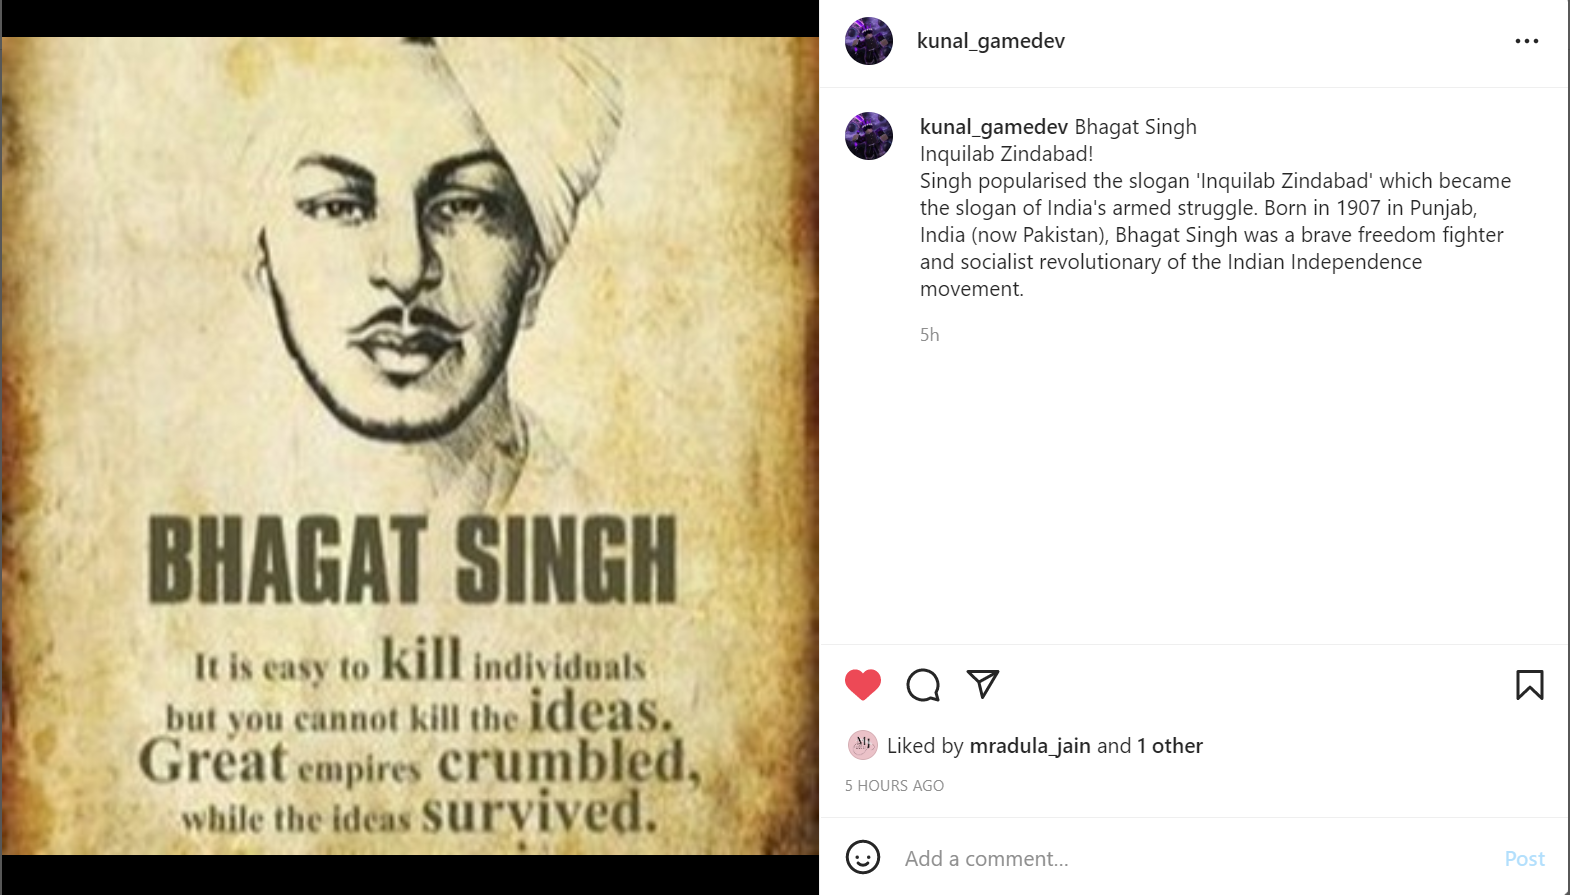 BHAGAT SINGH
It is easy to kill individuals
but you cannot kill the ideas.
Great empires crumbled,
while the ideas survived.
kunal_gamedev
kunal_gamedev Bhagat Singh
Inquilab Zindabad!
Singh popularised the slogan 'Inquilab Zindabad' which became
the slogan of India's armed struggle. Born in 1907 in Punjab,
India (now Pakistan), Bhagat Singh was a brave freedom fighter
and socialist revolutionary of the Indian Independence
movement.
5h
Liked by mradula_jain and 1 other
5 HOURS AGO
Add a comment...
Post